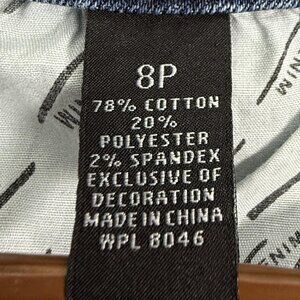 8P
78% COTTON
20%
POLYESTER
2% SPANDEX
EXCLUSIVE OF
DECORATION
MADE IN CHINA
WPL 8046